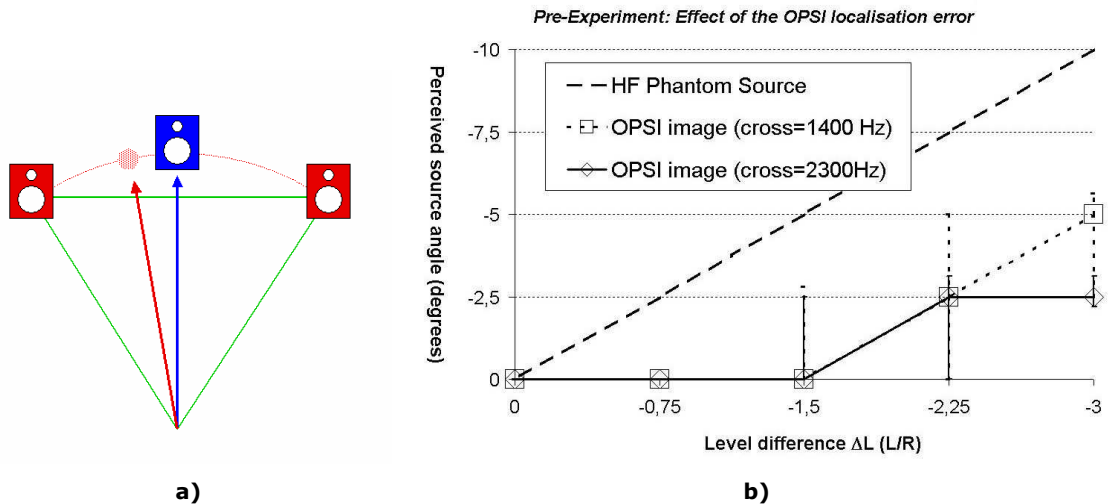 Pre-Experiment: Effect of the OPSI localisation error
Perceived source angle (degrees)
-10
-7,5
-5
-2,5
0
HF Phantom Source
OPSI image (cross=1400 Hz)
OPSI image (cross=2300Hz)
0
-0,75
-1,5
-2,25
-3
Level difference ΔL (L/R)
a)
b)